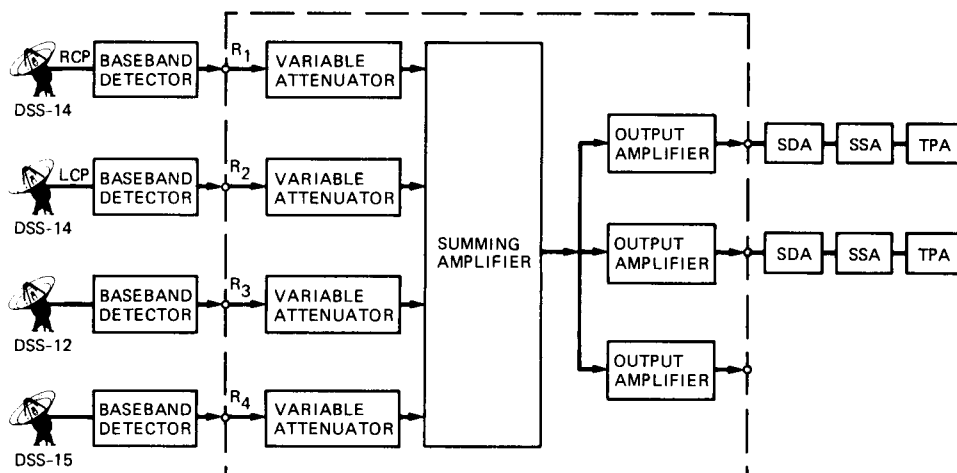 RCP
DSS-14
BASEBAND
DETECTOR
R1
VARIABLE
ATTENUATOR
LCP
DSS-14
BASEBAND
DETECTOR
R2
VARIABLE
ATTENUATOR
DSS-12
BASEBAND
DETECTOR
R3
VARIABLE
ATTENUATOR
DSS-15
BASEBAND
DETECTOR
R4
VARIABLE
ATTENUATOR
SUMMING
AMPLIFIER
OUTPUT
AMPLIFIER
SDA
SSA
TPA
OUTPUT
AMPLIFIER
SDA
SSA
TPA
OUTPUT
AMPLIFIER